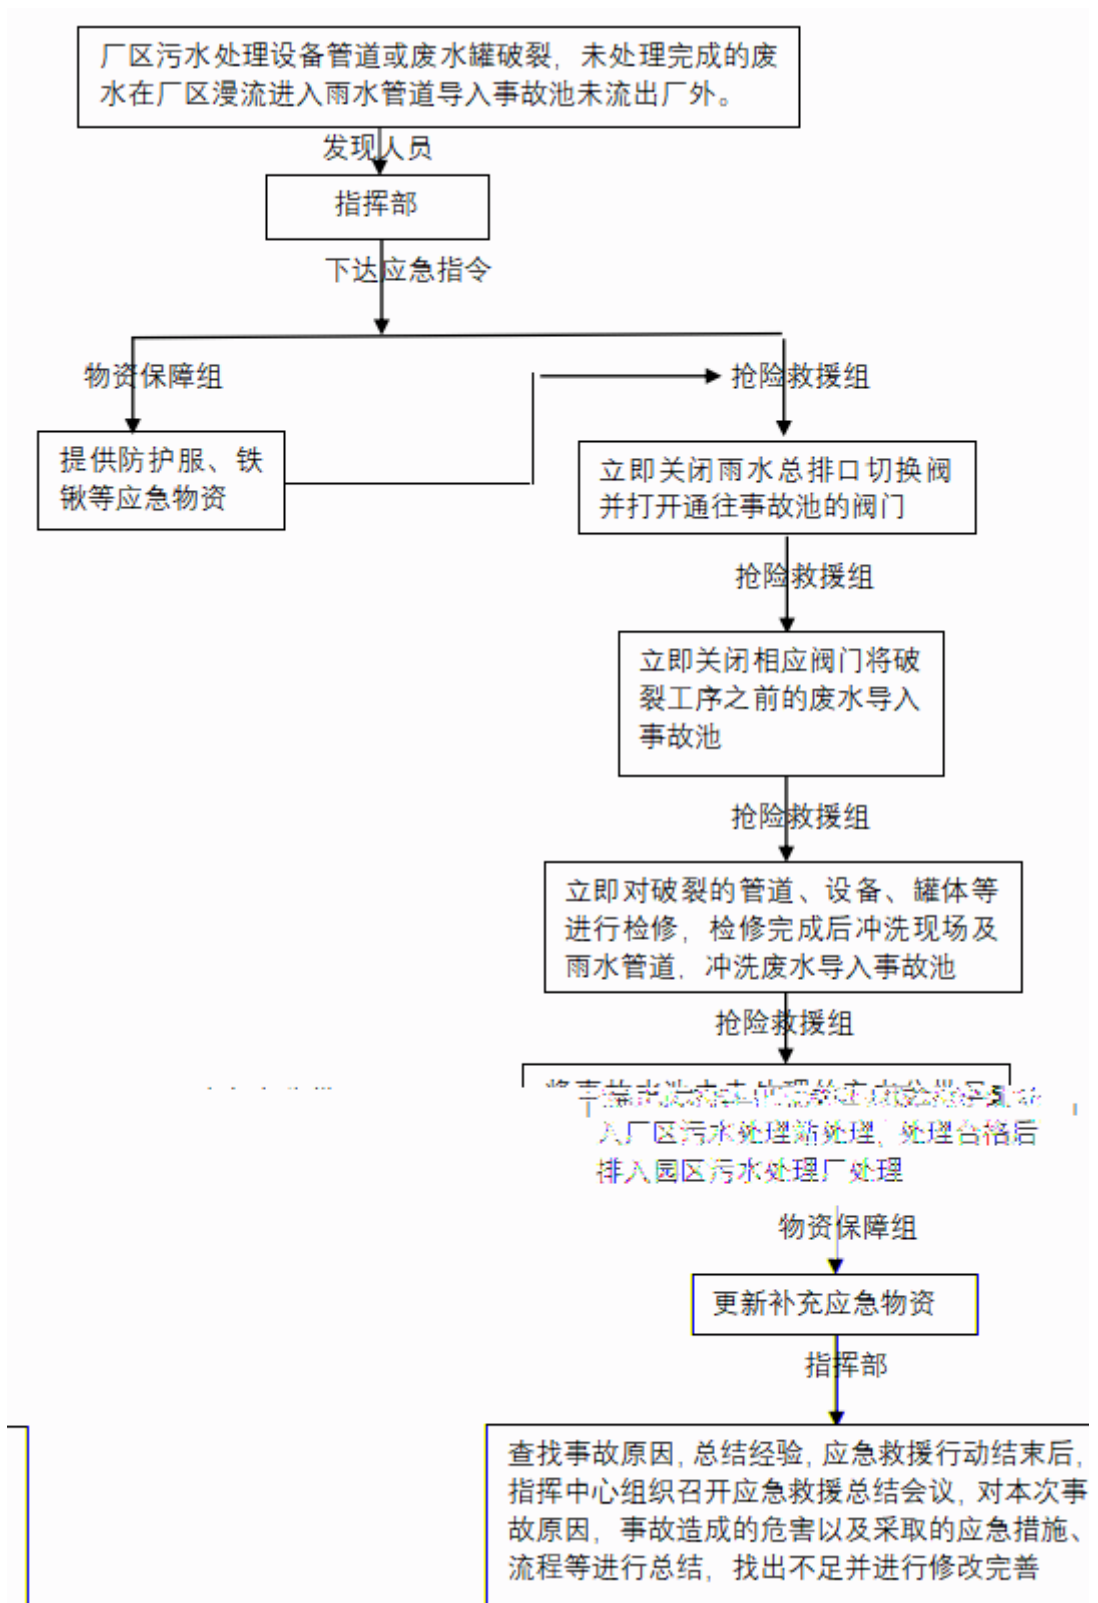 厂区污水处理设备管道或废水罐破裂，未处理完成的废
水在厂区漫流进入雨水管道导入事故池未流出厂外。
发现人员
指挥部
下达应急指令
物资保障组
抢险救援组
提供防护服、铁
锹等应急物资
立即关闭雨水总排口切换阀
并打开通往事故池的阀门
抢险救援组
立即关闭相应阀门将破
裂工序之前的废水导入
事故池
抢险救援组
立即对破裂的管道、设备、罐体等
进行检修，检修完成后冲洗现场及
雨水管道，冲洗废水导入事故池
抢险救援组
入厂区污水处理站处理，处理合格后
排入园区污水处理厂处理
物资保障组
更新补充应急物资
指挥部
查找事故原因,总结经验,应急救援行动结束后,
指挥中心组织召开应急救援总结会议,对本次事
故原因，事故造成的危害以及采取的应急措施、
流程等进行总结，找出不足并进行修改完善